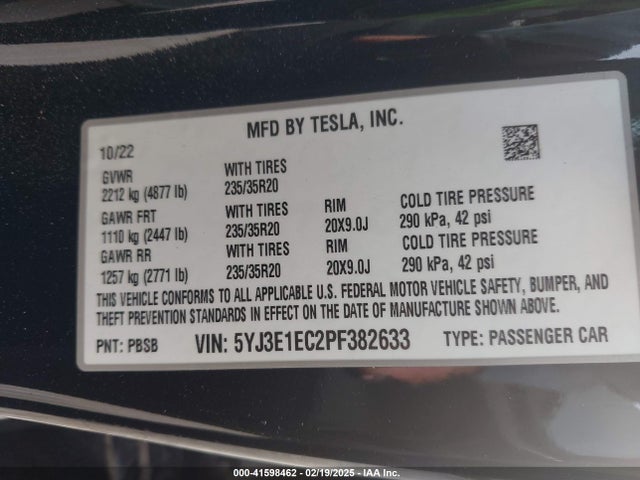 MFD BY TESLA, INC.
10/22
GVWR WITH TIRES
2212 kg (4877 lb) 235/35R20
GAWR FRT WITH TIRES RIM COLD TIRE PRESSURE
1110 kg (2447 lb) 235/35R20 20X9.0J 290 kPa, 42 psi
GAWR RR WITH TIRES RIM COLD TIRE PRESSURE
1257 kg (2771 lb) 235/35R20 20X9.0J 290 kPa, 42 psi
THIS VEHICLE CONFORMS TO ALL APPLICABLE U.S. FEDERAL MOTOR VEHICLE SAFETY, BUMPER, AND
THEFT PREVENTION STANDARDS IN EFFECT ON THE DATE OF MANUFACTURE SHOWN ABOVE.
PNT: PBSB VIN: 5YJ3E1EC2PF382633 TYPE: PASSENGER CAR
000-41598462 - 02/19/2025 - IAA Inc.